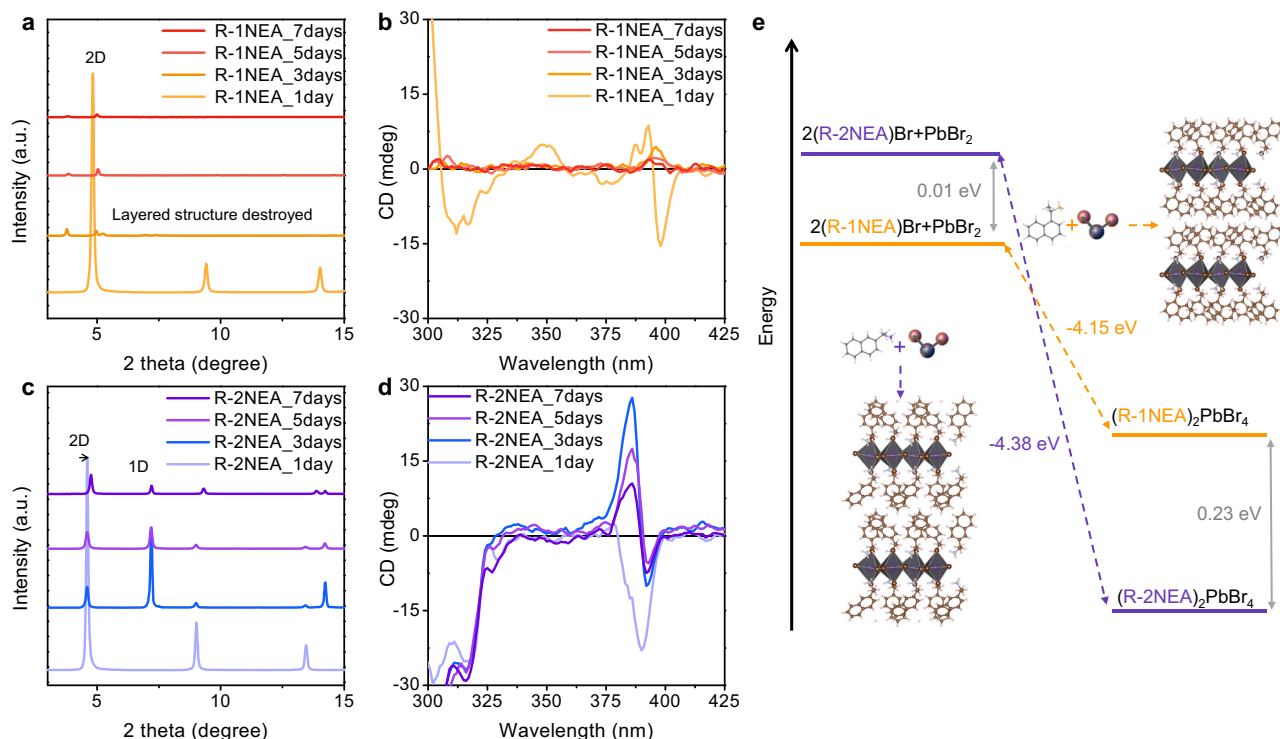 a
R-1NEA_7days
R-1NEA_5days
R-1NEA_3days
R-1NEA_1day
2D
Layered structure destroyed
Intensity (a.u.)
5
10
15
2 theta (degree)
b
R-1NEA_7days
R-1NEA_5days
R-1NEA_3days
R-1NEA_1day
30
15
0
-15
-30
CD (mdeg)
300
325
350
375
400
425
Wavelength (nm)
c
R-2NEA_7days
R-2NEA_5days
R-2NEA_3days
R-2NEA_1day
2D
1D
Intensity (a.u.)
5
10
15
2 theta (degree)
d
R-2NEA_7days
R-2NEA_5days
R-2NEA_3days
R-2NEA_1day
30
15
0
-15
-30
CD (mdeg)
300
325
350
375
400
425
Wavelength (nm)
e
Energy
2(R-2NEA)Br+PbBr₂
0.01 eV
2(R-1NEA)Br+PbBr₂
+
-4.15 eV
+
(R-1NEA)₂PbBr₄
-4.38 eV
0.23 eV
(R-2NEA)₂PbBr₄